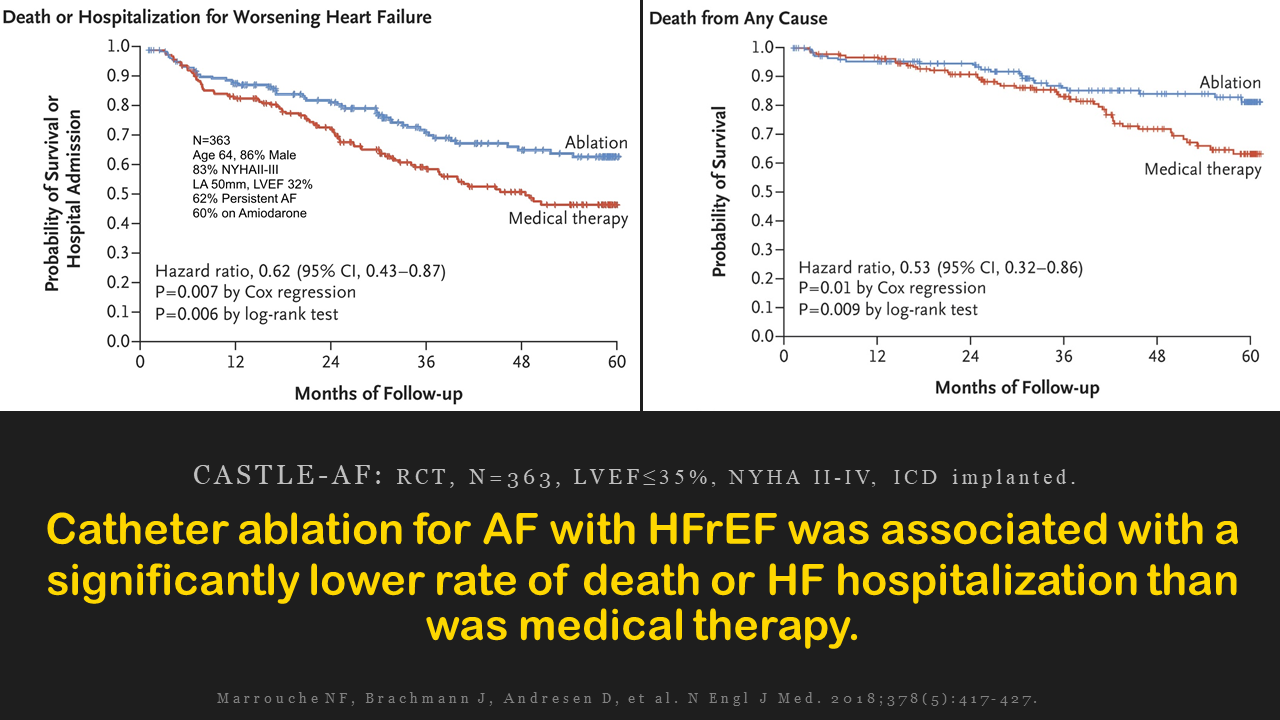 Death or Hospitalization for Worsening Heart Failure
Probability of Survival or
Hospital Admission
1.0
0.9
0.8
0.7
0.6
0.5
0.4
0.3
0.2
0.1
0.0
N=363
Age 64, 86% Male
83% NYHAII-III
LA 50mm, LVEF 32%
62% Persistent AF
60% on Amiodarone
Ablation
Medical therapy
Hazard ratio, 0.62 (95% CI, 0.43–0.87)
P=0.007 by Cox regression
P=0.006 by log-rank test
0 12 24 36 48 60
Months of Follow-up
Death from Any Cause
Probability of Survival
1.0
0.9
0.8
0.7
0.6
0.5
0.4
0.3
0.2
0.1
0.0
Ablation
Medical therapy
Hazard ratio, 0.53 (95% CI, 0.32–0.86)
P=0.01 by Cox regression
P=0.009 by log-rank test
0 12 24 36 48 60
Months of Follow-up
CASTLE-AF: RCT, N=363, LVEF≤35%, NYHA II-IV, ICD implanted.
Catheter ablation for AF with HFrEF was associated with a
significantly lower rate of death or HF hospitalization than
was medical therapy.
Marrouche NF, Brachmann J, Andresen D, et al. N Engl J Med. 2018;378(5):417-427.